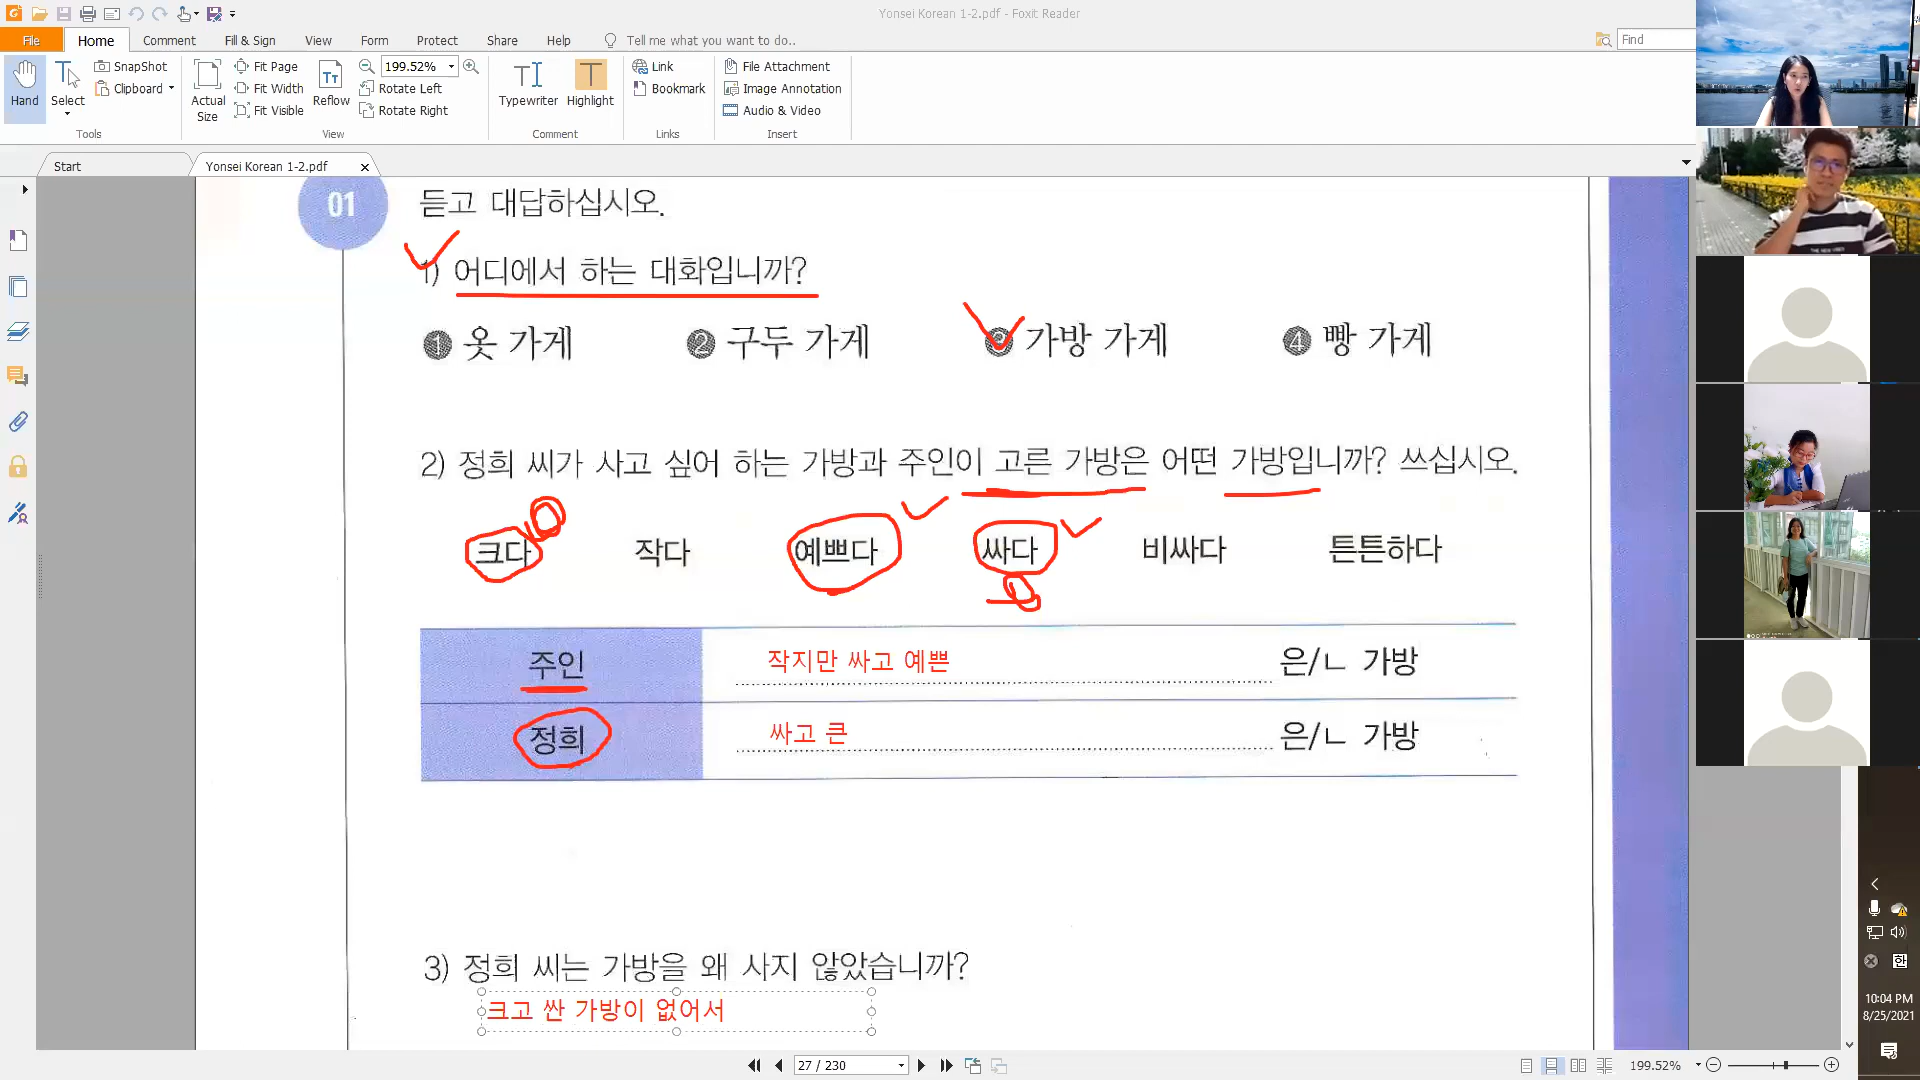 Yonsei Korean 1-2.pdf - Foxit Reader
File Home Comment Fill & Sign View Form Protect Share Help Tell me what you want to do.. Find
Hand
Select
SnapShot
Clipboard
Tools
Actual Size
Fit Page
Fit Width
Fit Visible
Reflow
199.52%
Rotate Left
Rotate Right
View
Typewriter
Highlight
Comment
Link
Bookmark
Links
File Attachment
Image Annotation
Audio & Video
Insert
Start
Yonsei Korean 1-2.pdf
01 듣고 대답하십시오.
1) 어디에서 하는 대화입니까?
❶ 옷 가게 ❷ 구두 가게 ❸ 가방 가게 ❹ 빵 가게
2) 정희 씨가 사고 싶어 하는 가방과 주인이 고른 가방은 어떤 가방입니까? 쓰십시오.
크다 작다 예쁘다 싸다 비싸다 튼튼하다
주인 작지만 싸고 예쁜 은/ㄴ 가방
정희 싸고 큰 은/ㄴ 가방
3) 정희 씨는 가방을 왜 사지 않았습니까?
크고 싼 가방이 없어서
27 / 230
199.52%
한
10:04 PM
8/25/2021